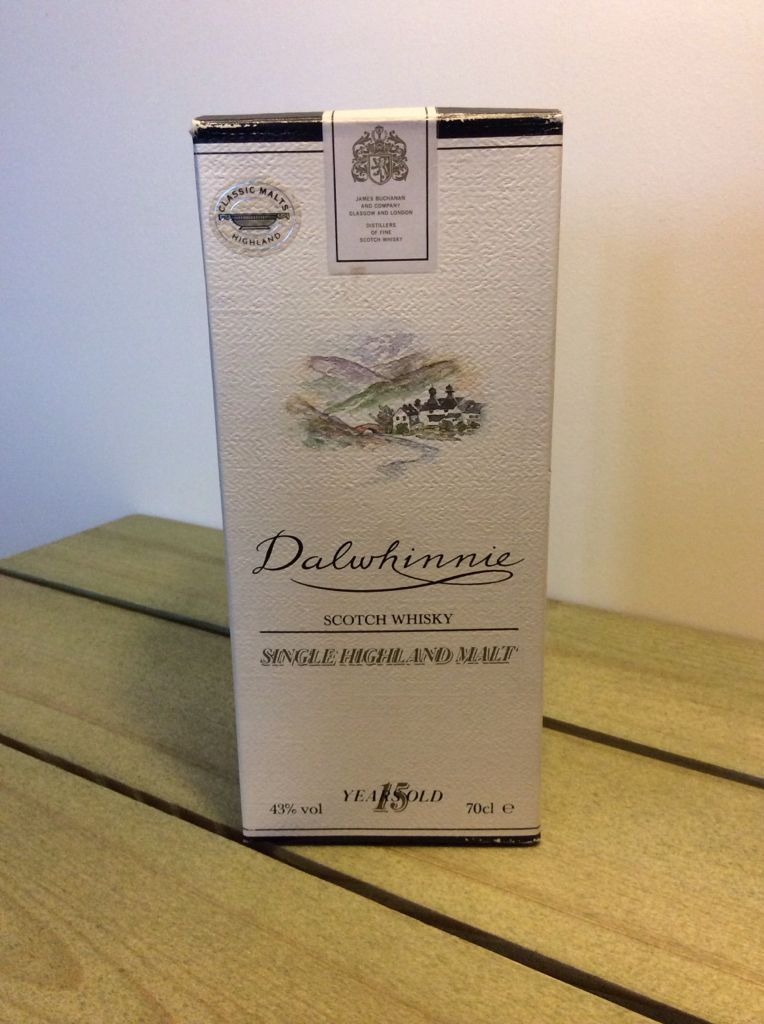 JAMES BUCHANAN
AND COMPANY
GLASGOW AND LONDON
DISTILLERS
OF FINE
SCOTCH WHISKY
CLASSIC MALTS
HIGHLAND
Dalwhinnie
SCOTCH WHISKY
SINGLE HIGHLAND MALT
15
YEARS OLD
43% vol
70cl ℮